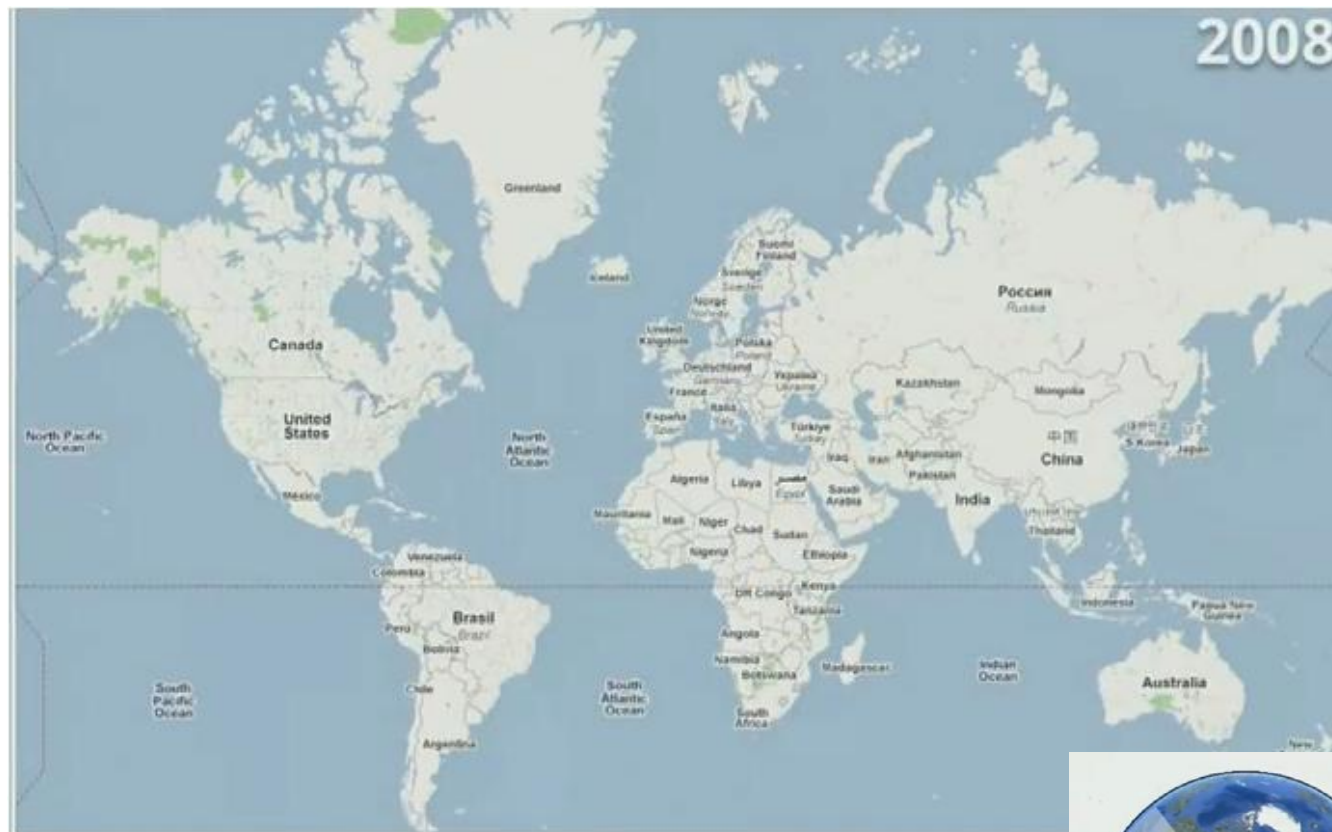 2008
Greenland
Iceland
Suomi
Finland
Sverige
Sweden
Norge
Norway
Россия
Russia
Canada
United
Kingdom
Polska
Poland
Deutschland
Germany
Україна
Ukraine
France
Kazakhstan
Mongolia
United
States
España
Spain
Italia
Italy
Türkiye
Turkey
North Pacific
Ocean
North
Atlantic
Ocean
中国
China
S Korea
Japan
Iraq
Iran
Afghanistan
Pakistan
Algeria
Libya
مصر
Egypt
Saudi
Arabia
India
México
Mauritania
Mali
Niger
Chad
Sudan
Thailand
Nigeria
Ethiopia
Venezuela
Colombia
DR Congo
Kenya
Tanzania
Indonesia
Papua New
Guinea
Brasil
Brazil
Peru
Angola
Bolivia
Namibia
Botswana
Madagascar
Indian
Ocean
South
Pacific
Ocean
Chile
South
Atlantic
Ocean
South
Africa
Australia
Argentina
New